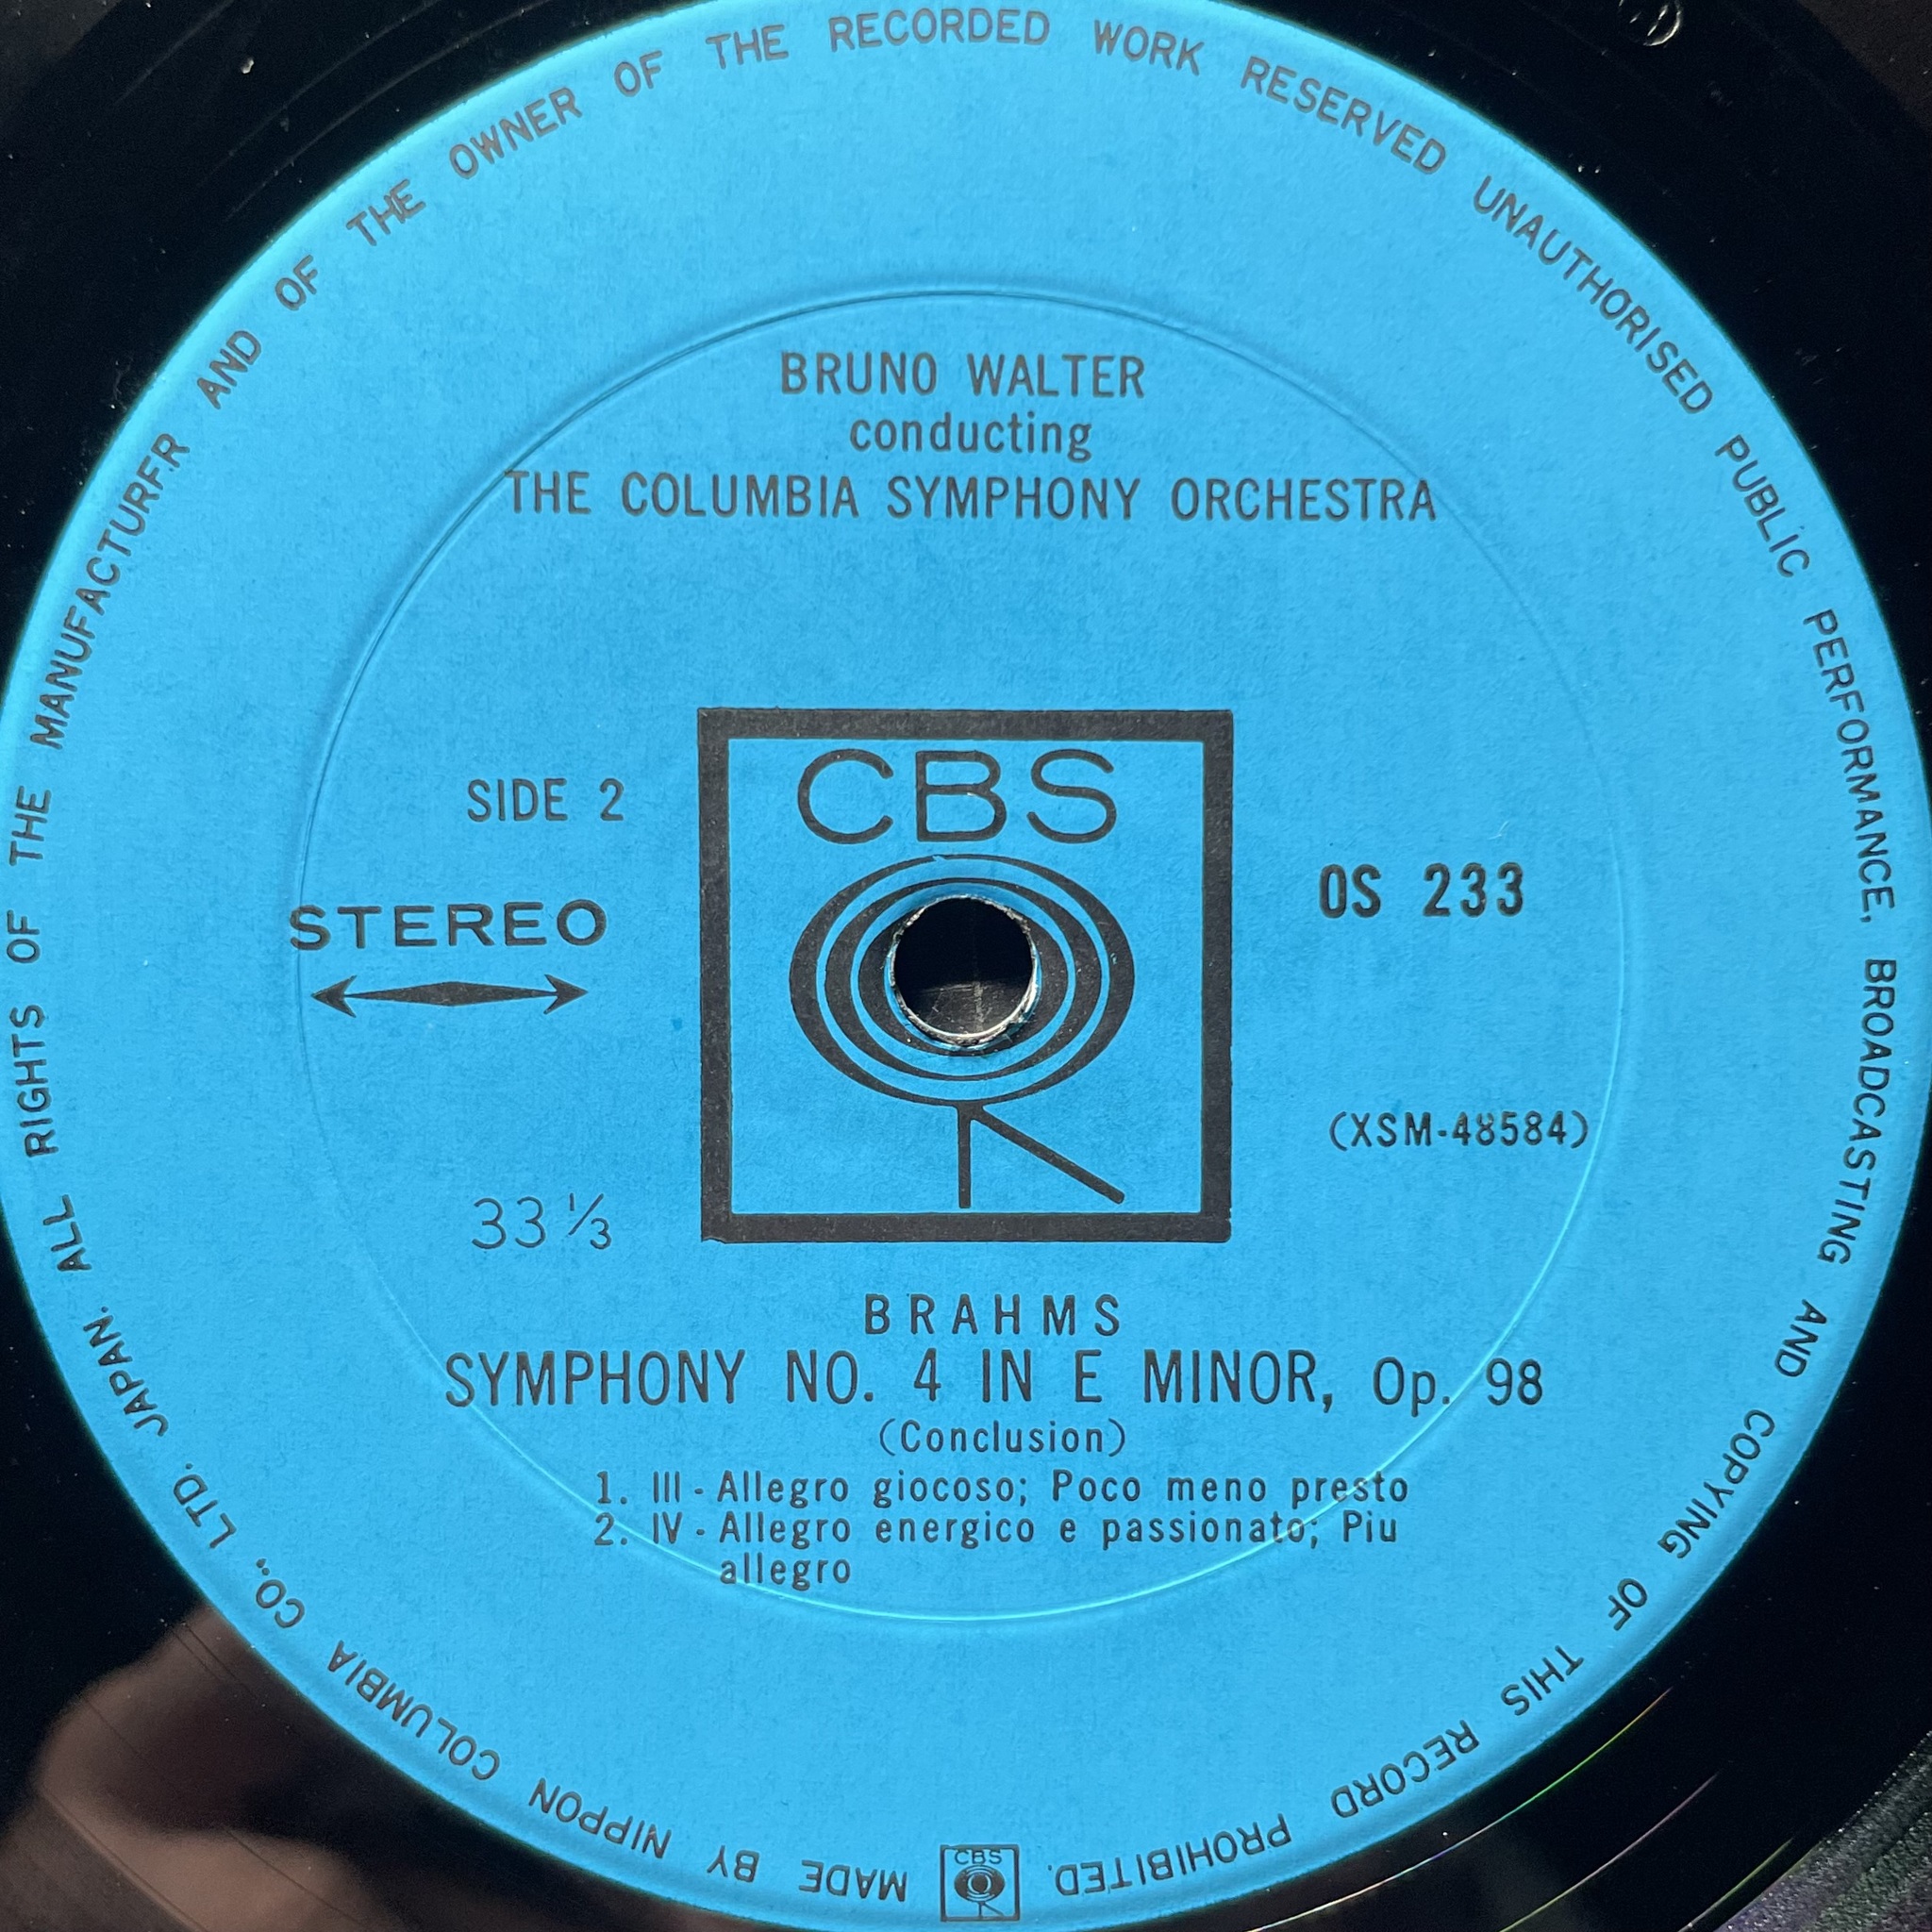 BRUNO WALTER
conducting
THE COLUMBIA SYMPHONY ORCHESTRA
CBS
SIDE 2
STEREO
OS 233
(XSM-48584)
33 1/3
BRAHMS
SYMPHONY NO. 4 IN E MINOR, Op. 98
(Conclusion)
1. III - Allegro giocoso; Poco meno presto
2. IV - Allegro energico e passionato; Piu
allegro
MADE BY NIPPON COLUMBIA CO., LTD. JAPAN. ALL RIGHTS OF THE MANUFACTURER AND OF THE OWNER OF THE RECORDED WORK RESERVED UNAUTHORISED PUBLIC PERFORMANCE, BROADCASTING AND COPYING OF THIS RECORD PROHIBITED.
CBS